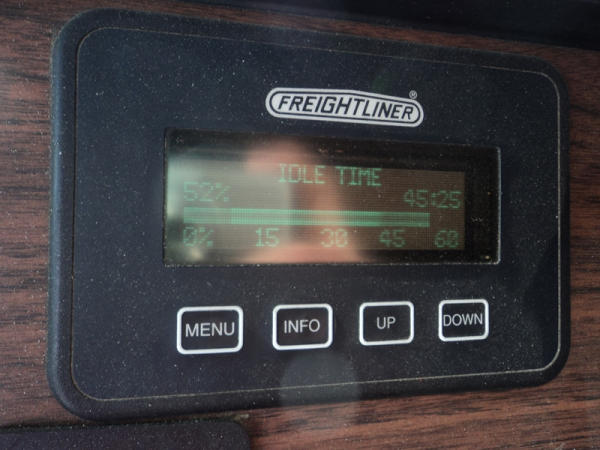 FREIGHTLINER®
IDLE TIME
52% 45:25
0% 15 30 45 60
MENU INFO UP DOWN